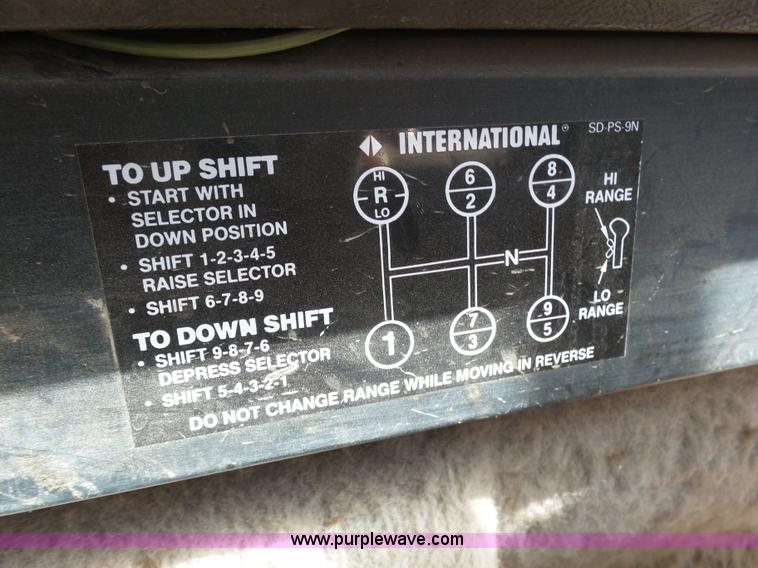 INTERNATIONAL®
SD-PS-9N
TO UP SHIFT
• START WITH
SELECTOR IN
DOWN POSITION
• SHIFT 1-2-3-4-5
RAISE SELECTOR
• SHIFT 6-7-8-9
TO DOWN SHIFT
• SHIFT 9-8-7-6
DEPRESS SELECTOR
• SHIFT 5-4-3-2-1
HI
R
LO
6
2
8
4
N
1
7
3
9
5
HI
RANGE
LO
RANGE
DO NOT CHANGE RANGE WHILE MOVING IN REVERSE
www.purplewave.com